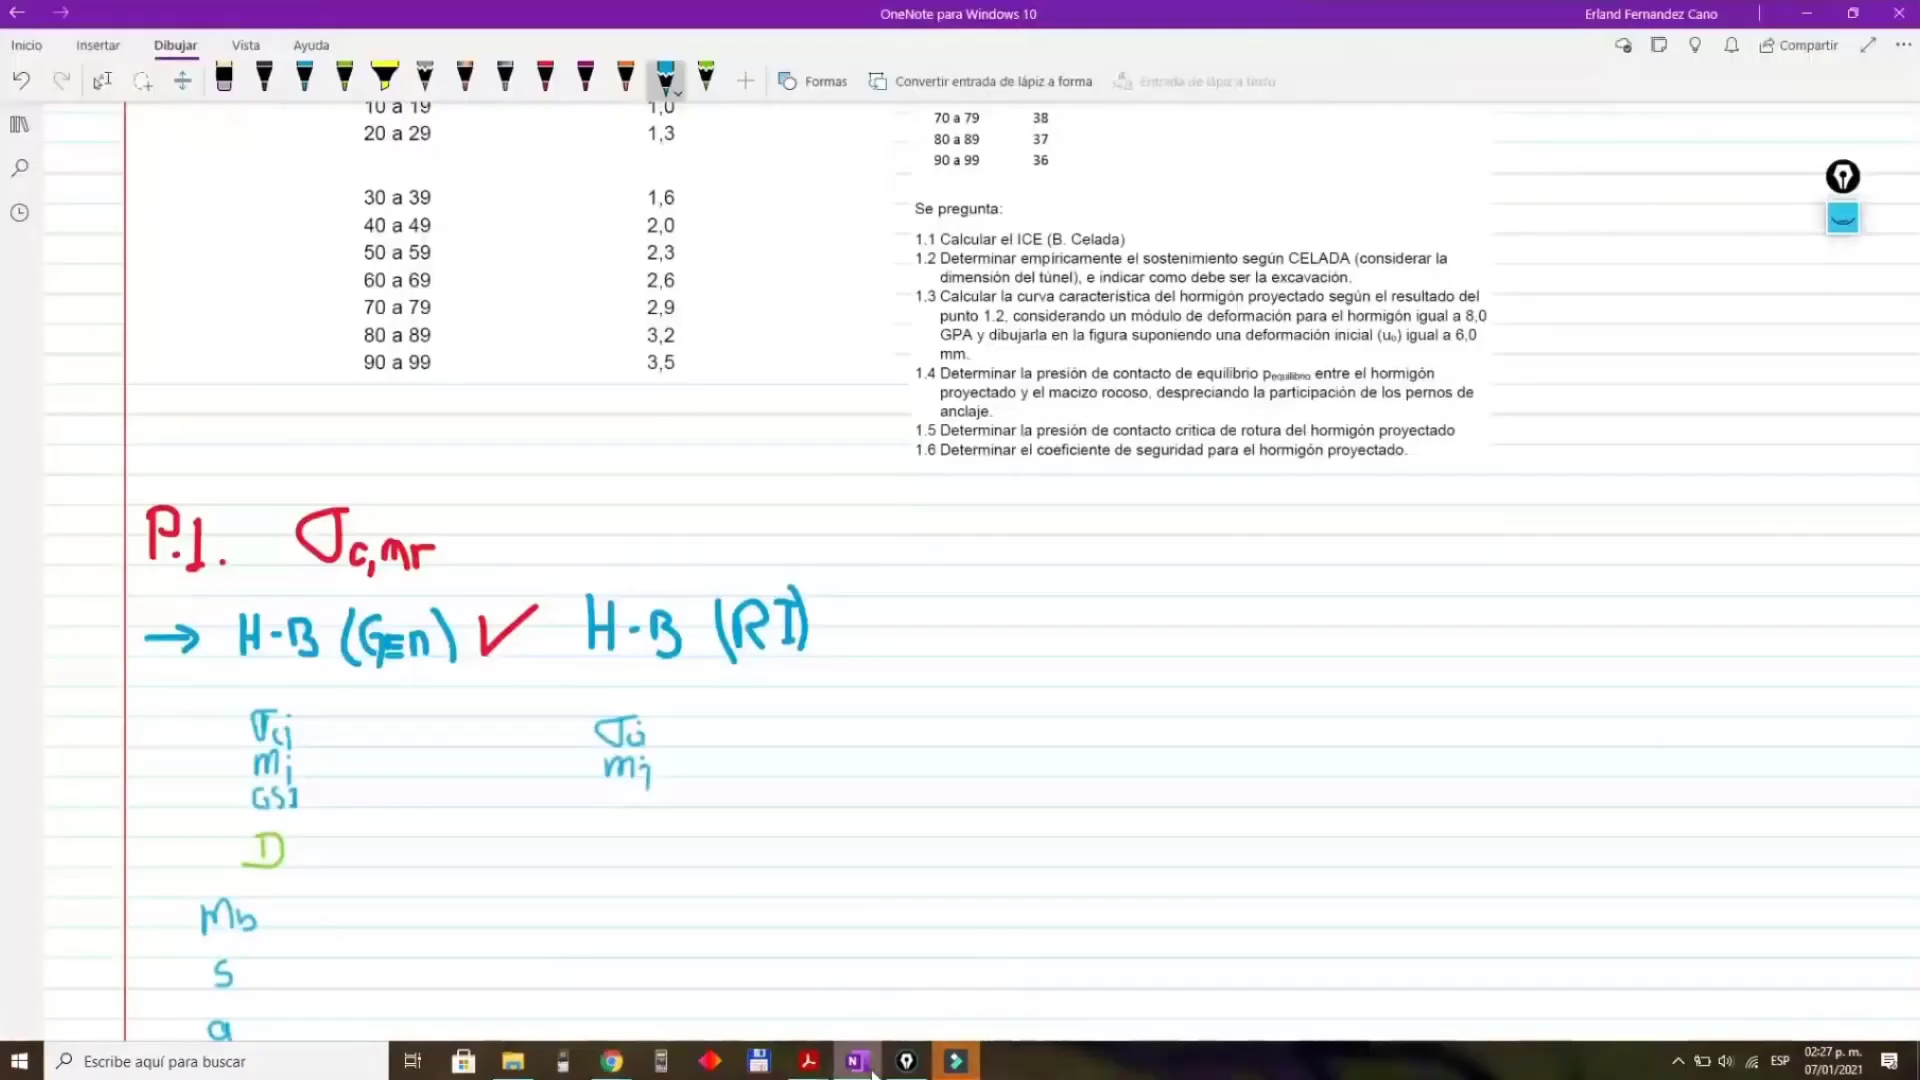 OneNote para Windows 10
Erland Fernandez Cano
Inicio
Insertar
Dibujar
Vista
Ayuda
Compartir
Formas
Convertir entrada de lápiz a forma
Entrada de lápiz a texto
10 a 19 1,0
20 a 29 1,3
30 a 39 1,6
40 a 49 2,0
50 a 59 2,3
60 a 69 2,6
70 a 79 2,9
80 a 89 3,2
90 a 99 3,5
70 a 79 38
80 a 89 37
90 a 99 36
Se pregunta:
1.1 Calcular el ICE (B. Celada)
1.2 Determinar empíricamente el sostenimiento según CELADA (considerar la
dimensión del túnel), e indicar como debe ser la excavación.
1.3 Calcular la curva característica del hormigón proyectado según el resultado del
punto 1.2, considerando un módulo de deformación para el hormigón igual a 8,0
GPA y dibujarla en la figura suponiendo una deformación inicial (u₀) igual a 6,0
mm.
1.4 Determinar la presión de contacto de equilibrio pequilibrio entre el hormigón
proyectado y el macizo rocoso, despreciando la participación de los pernos de
anclaje.
1.5 Determinar la presión de contacto critica de rotura del hormigón proyectado
1.6 Determinar el coeficiente de seguridad para el hormigón proyectado.
P.I. σc,mr
→ H-B (Gen) ✓ H-B (RI)
σci
mi
GSI
σci
mi
D
Mb
S
a
Escribe aquí para buscar
ESP
02:27 p. m.
07/01/2021